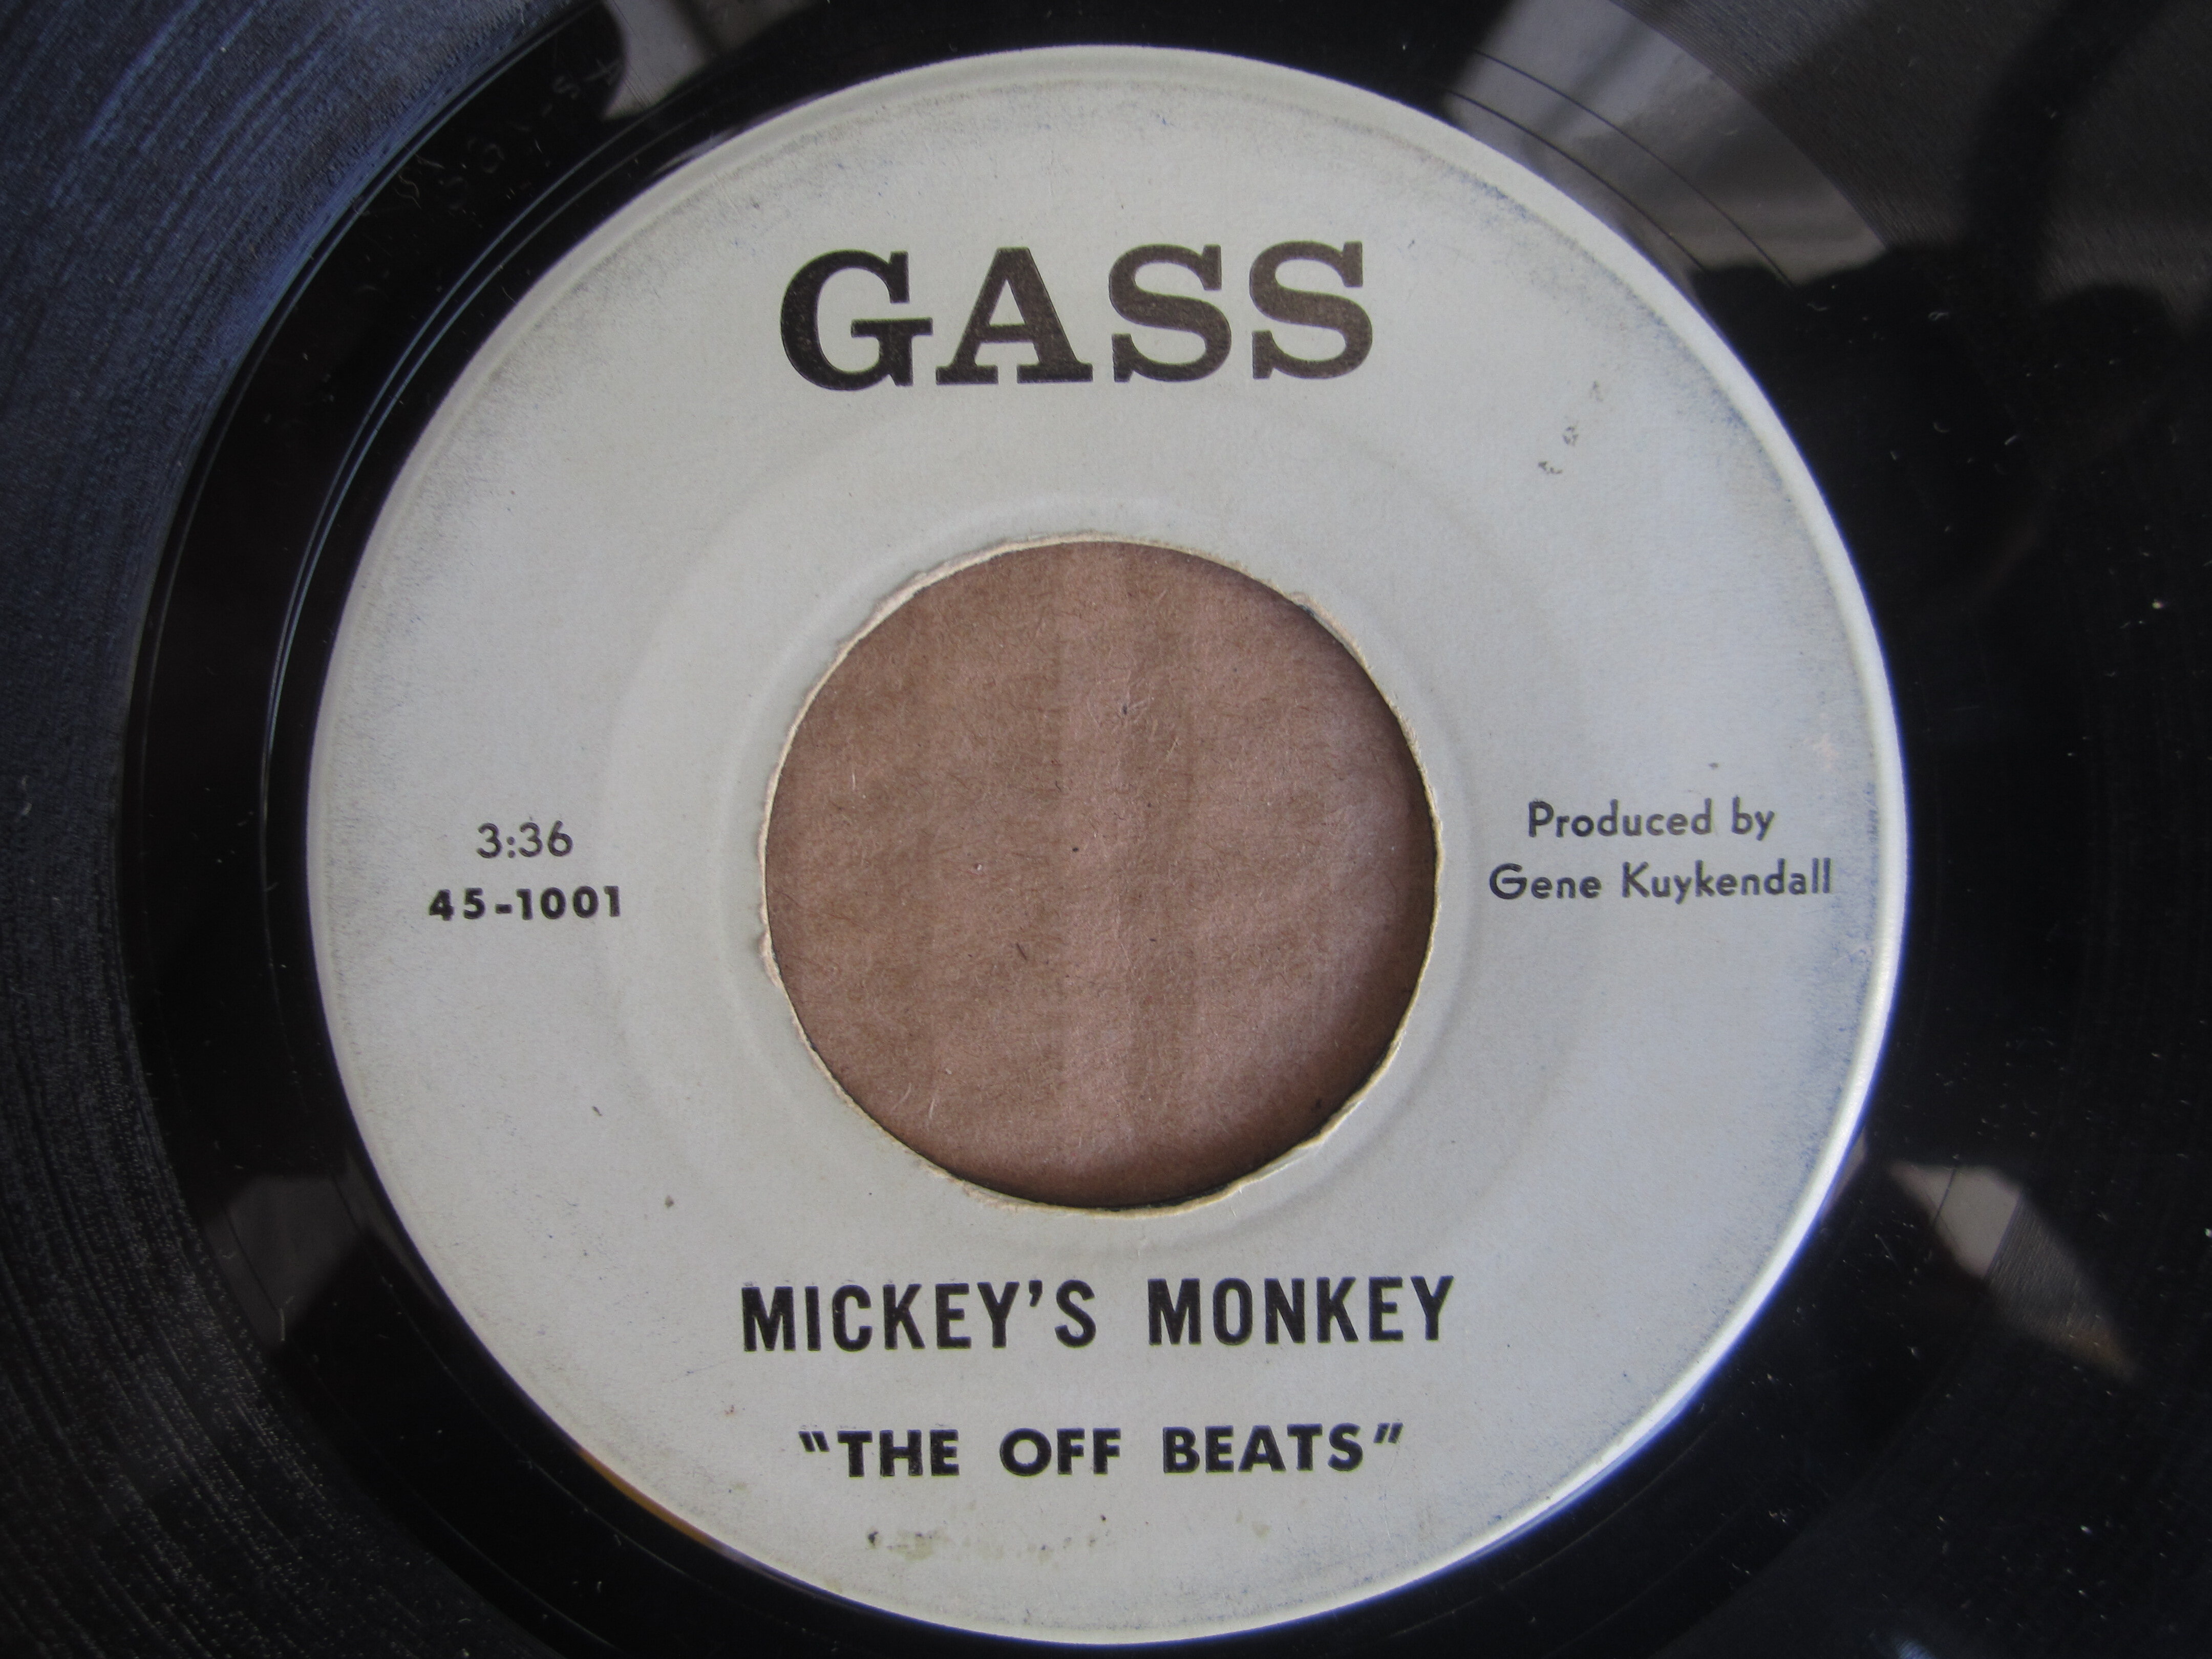 GASS
3:36
45-1001
Produced by
Gene Kuykendall
MICKEY'S MONKEY
"THE OFF BEATS"